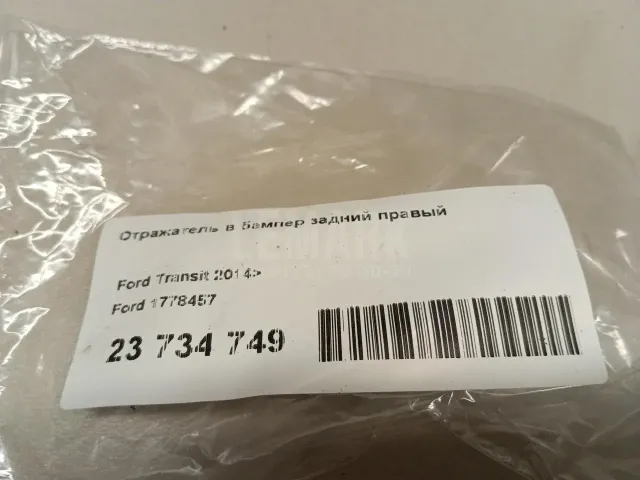 Отражатель в бампер задний правый
Ford Transit 2014>
Ford 1778457
23 734 749